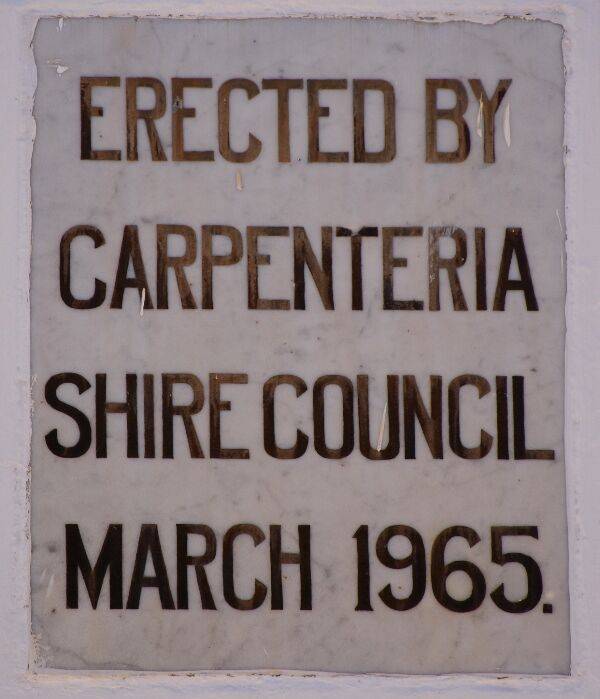 ERECTED BY
CARPENTERIA
SHIRE COUNCIL
MARCH 1965.